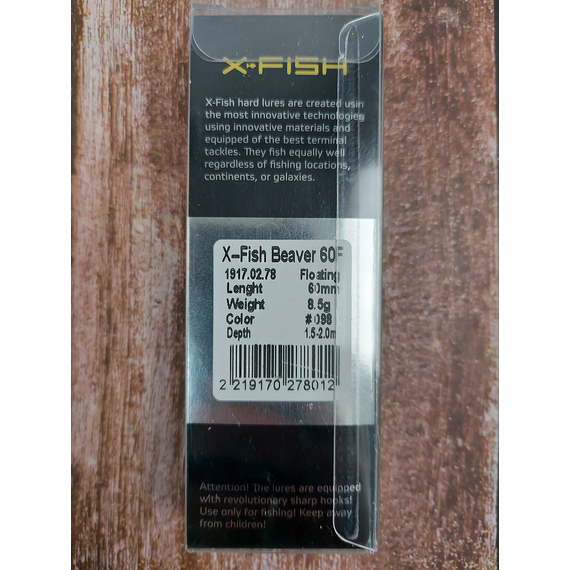 X-FISH
X-Fish hard lures are created usin
the most innovative technologies
using innovative materials and
equipped of the best terminal
tackles. They fish equally well
regardless of fishing locations,
continents, or galaxies.
X-Fish Beaver 60F
1917.02.78 Floating
Lenght 60mm
Weight 8.5g
Color #098
Depth 1.5-2.0m
2 219170 278012
Attention! The lures are equipped
with revolutionary sharp hooks!
Use only for fishing! Keep away
from children!